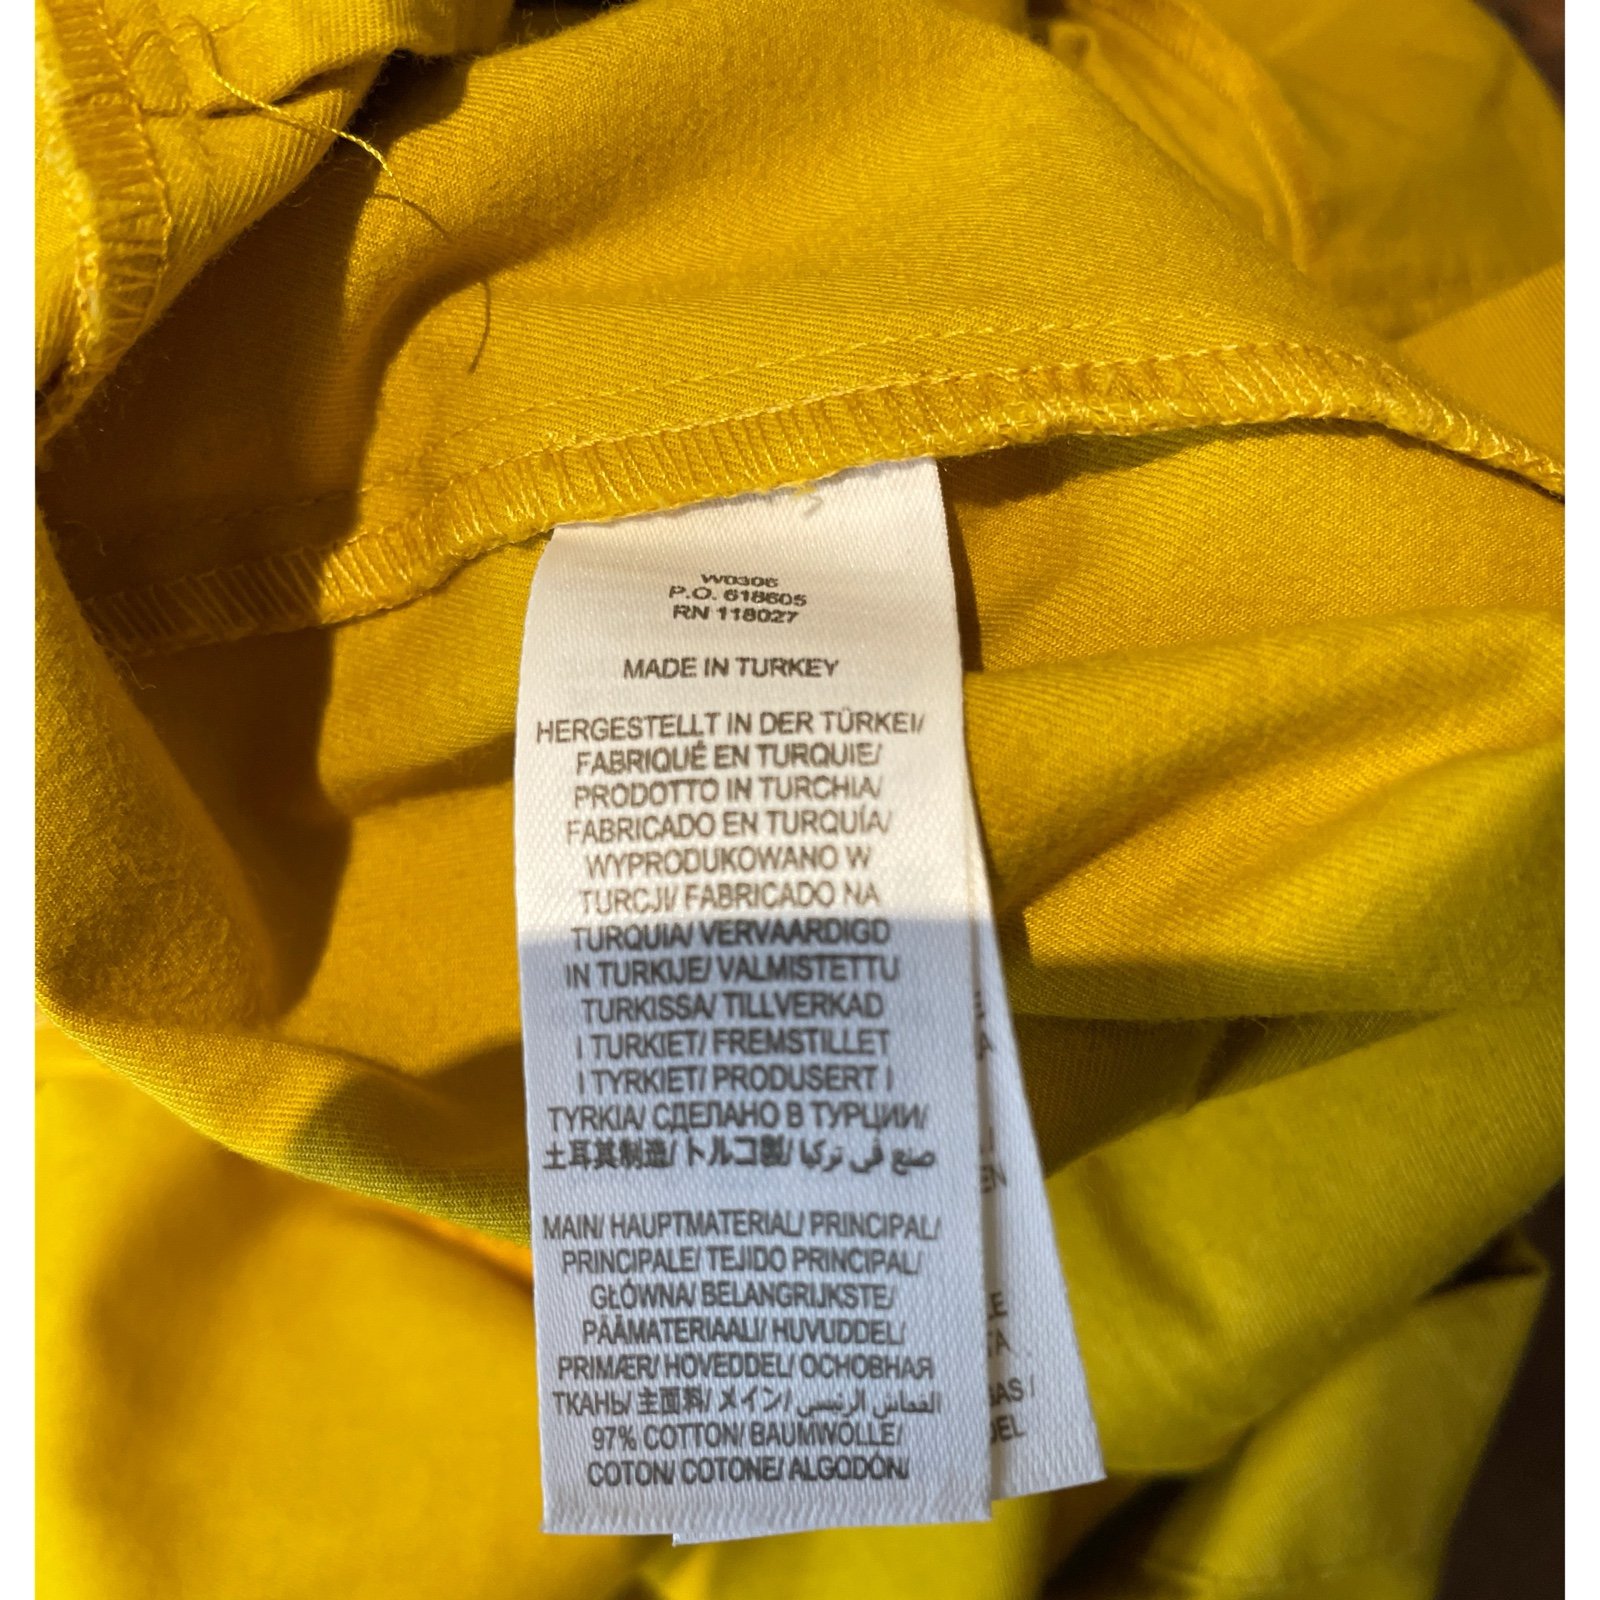 W0306
P.O. 618605
RN 118027
MADE IN TURKEY
HERGESTELLT IN DER TÜRKEI/
FABRIQUÉ EN TURQUIE/
PRODOTTO IN TURCHIA/
FABRICADO EN TURQUÍA/
WYPRODUKOWANO W
TURCJI/ FABRICADO NA
TURQUIA/ VERVAARDIGD
IN TURKIJE/ VALMISTETTU
TURKISSA/ TILLVERKAD
I TURKIET/ FREMSTILLET
I TYRKIET/ PRODUSERT I
TYRKIA/ СДЕЛАНО В ТУРЦИИ/
土耳其制造/ トルコ製/ صنع في تركيا
MAIN/ HAUPTMATERIAL/ PRINCIPAL/
PRINCIPALE/ TEJIDO PRINCIPAL/
GŁÓWNA/ BELANGRIJKSTE/
PÄÄMATERIAALI/ HUVUDDEL/
PRIMÆR/ HOVEDDEL/ ОСНОВНАЯ
ТКАНЬ/ 主面料/ メイン/ القماش الرئيسي
97% COTTON/ BAUMWOLLE/
COTON/ COTONE/ ALGODÓN/